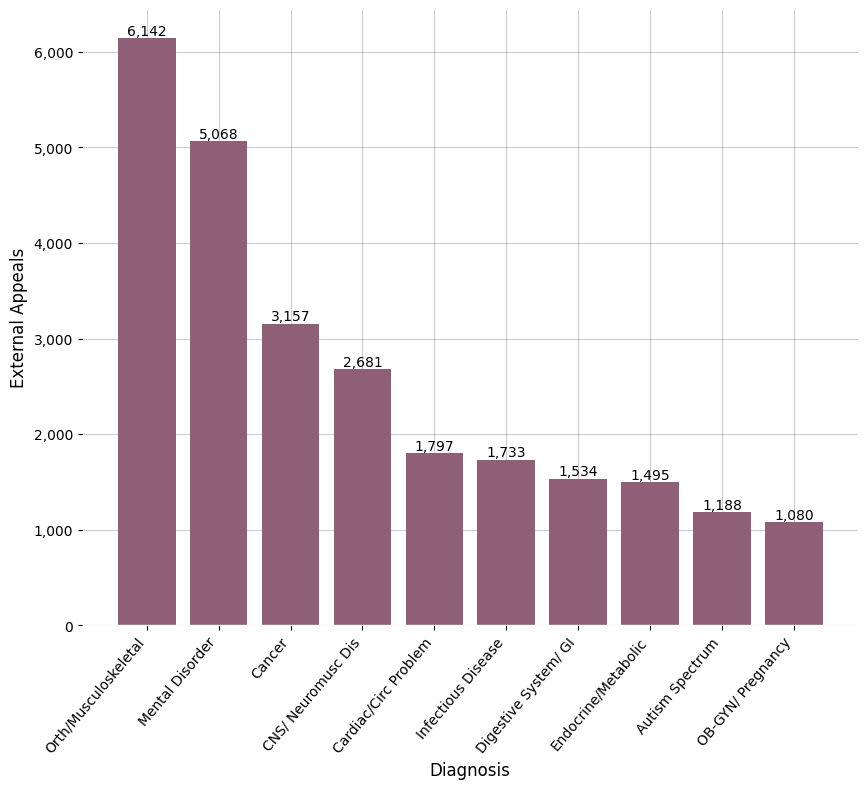 6,142
5,068
3,157
2,681
1,797
1,733
1,534
1,495
1,188
1,080
External Appeals
6,000
5,000
4,000
3,000
2,000
1,000
0
Orth/Musculoskeletal
Mental Disorder
Cancer
CNS/ Neuromusc Dis
Cardiac/Circ Problem
Infectious Disease
Digestive System/ GI
Endocrine/Metabolic
Autism Spectrum
OB-GYN/ Pregnancy
Diagnosis